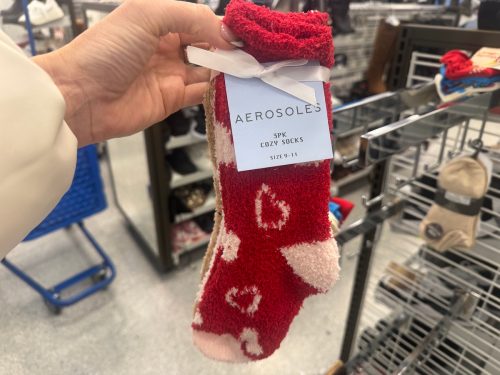 AEROSOLES
5PK
COZY SOCKS
SIZE 9-11